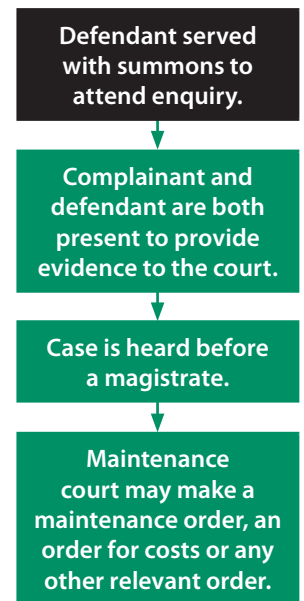 Defendant served
with summons to
attend enquiry.
Complainant and
defendant are both
present to provide
evidence to the court.
Case is heard before
a magistrate.
Maintenance
court may make a
maintenance order, an
order for costs or any
other relevant order.